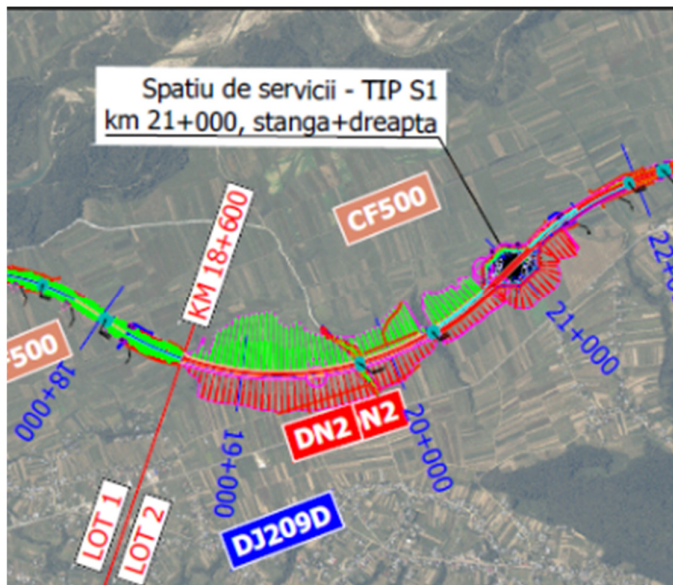 Spatiu de servicii - TIP S1
km 21+000, stanga+dreapta
CF500
KM 18+600
500
18+000
19+000
20+000
21+000
22+0
DN2
N2
DJ209D
LOT 1
LOT 2